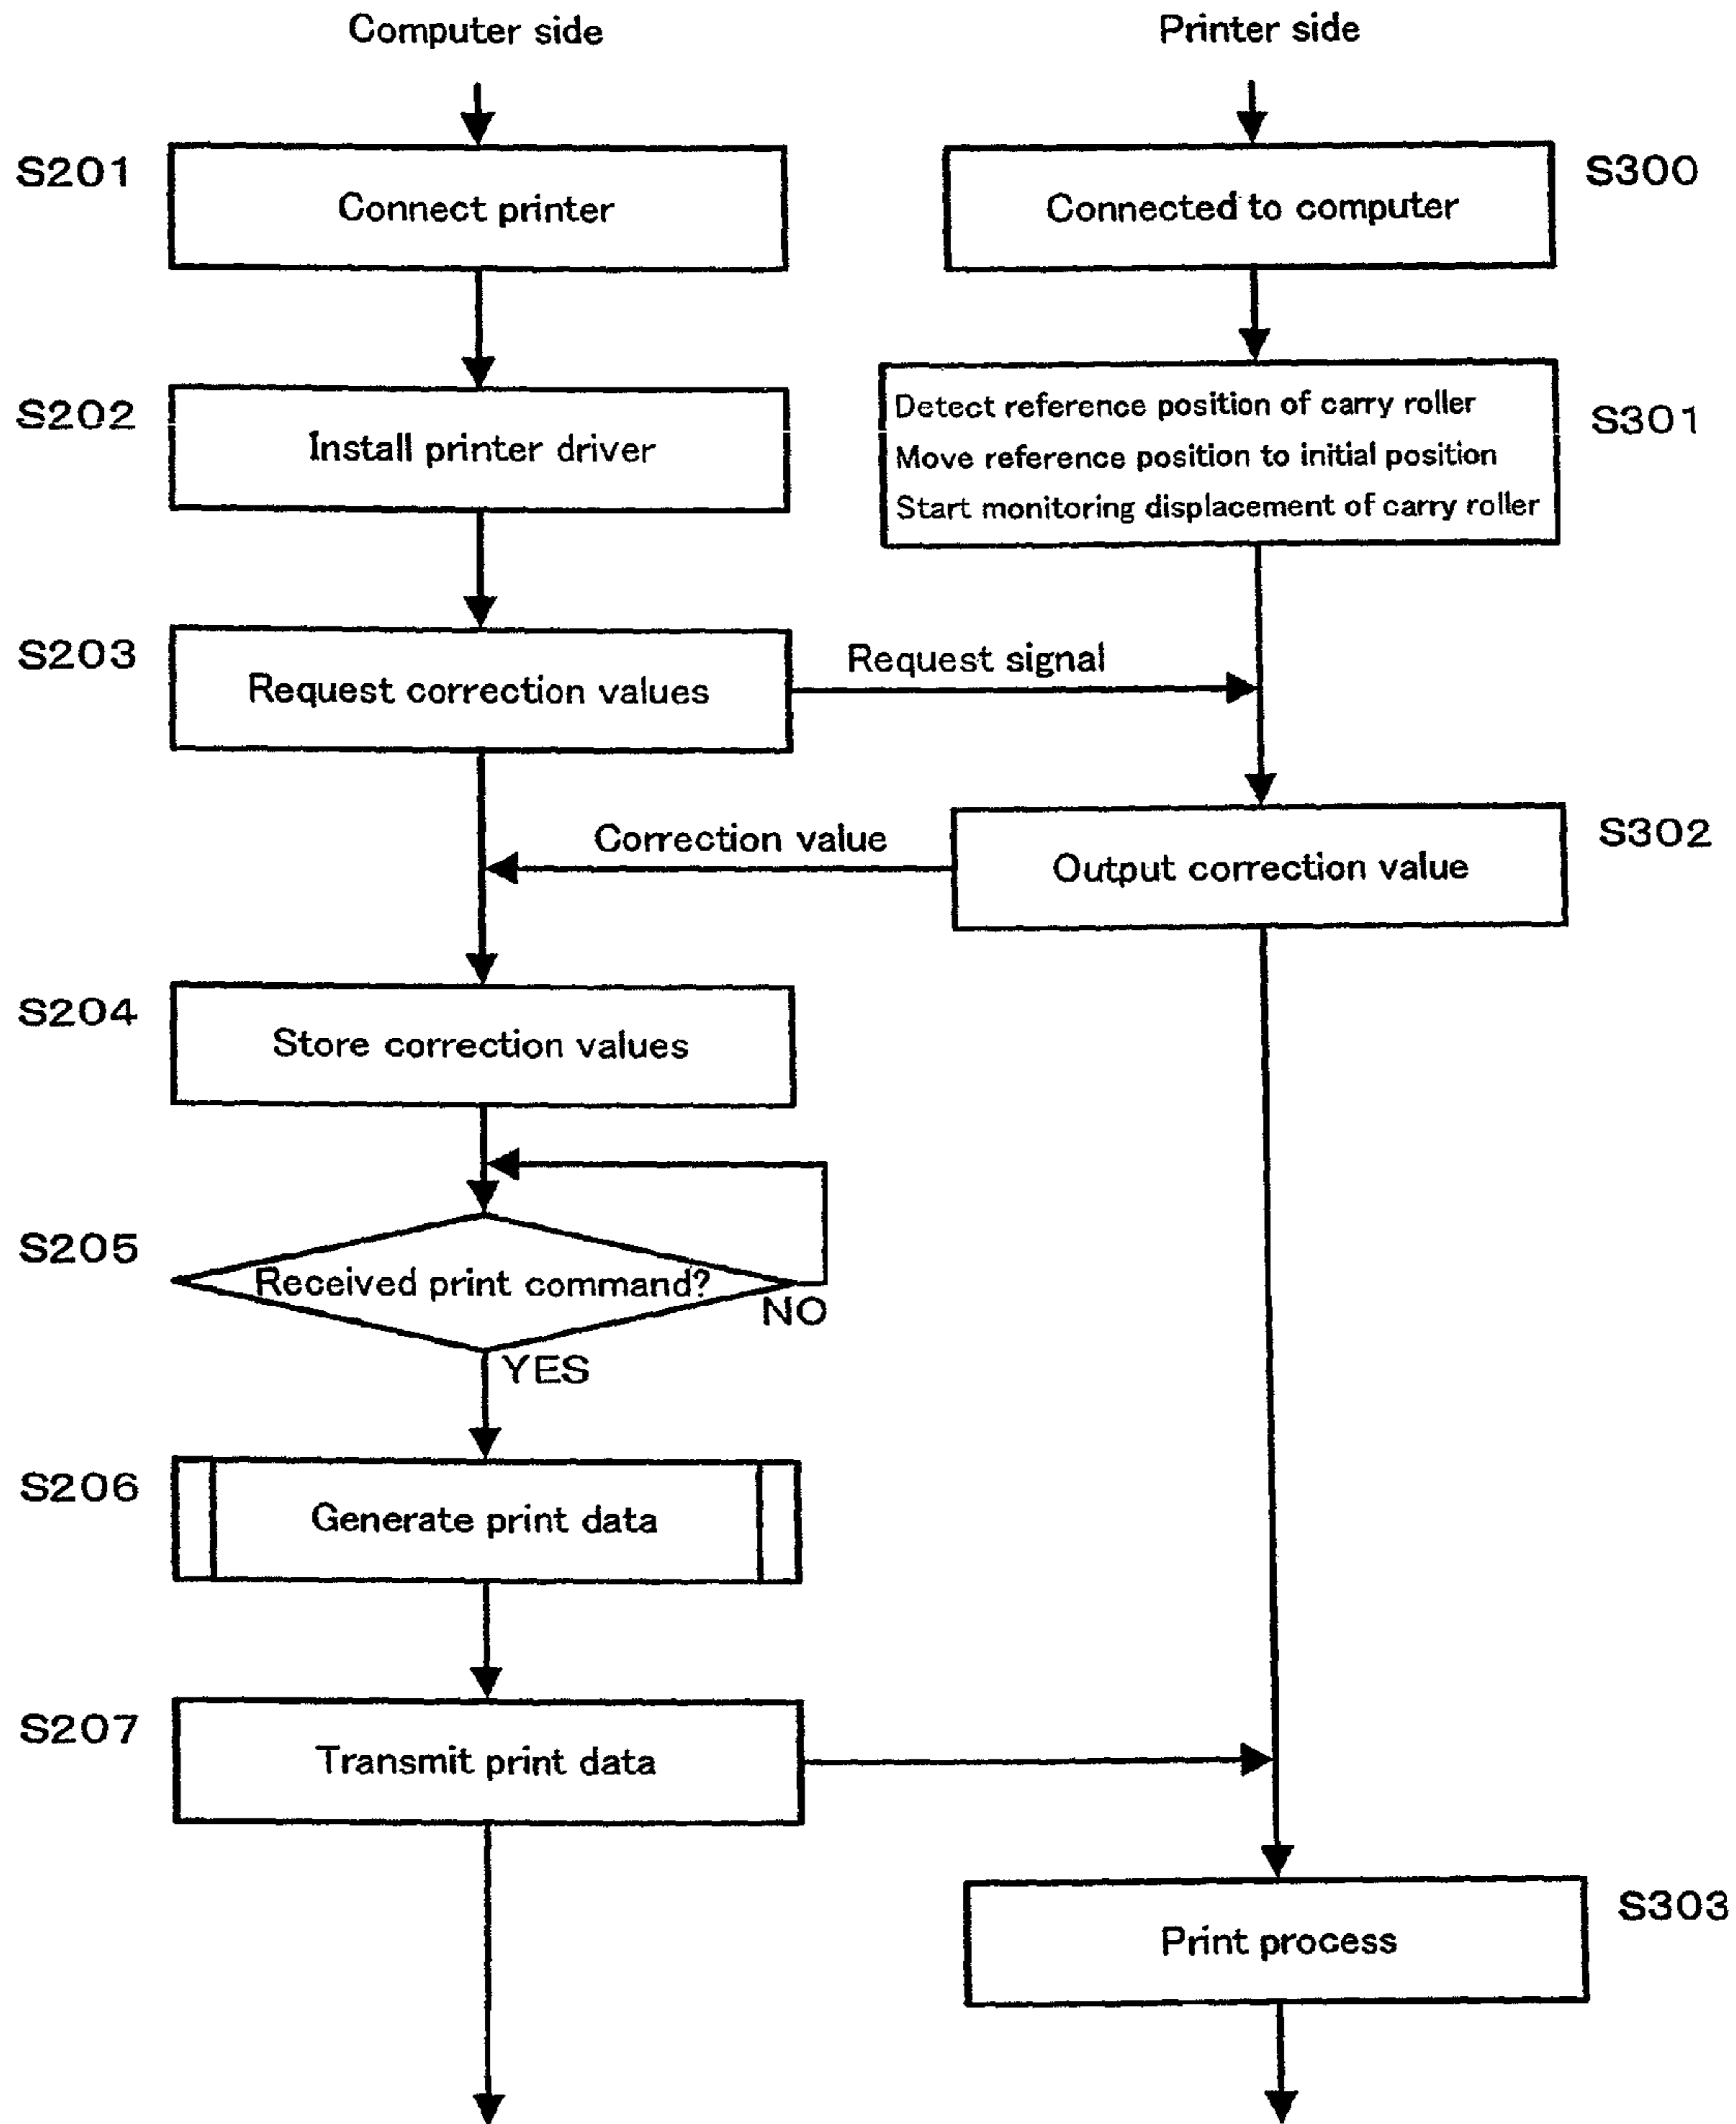 Computer side
Printer side
S201
Connect printer
Connected to computer
S300
S202
Install printer driver
Detect reference position of carry roller
Move reference position to initial position
Start monitoring displacement of carry roller
S301
S203
Request correction values
Request signal
Correction value
Output correction value
S302
S204
Store correction values
S205
Received print command?
NO
YES
S206
Generate print data
S207
Transmit print data
Print process
S303